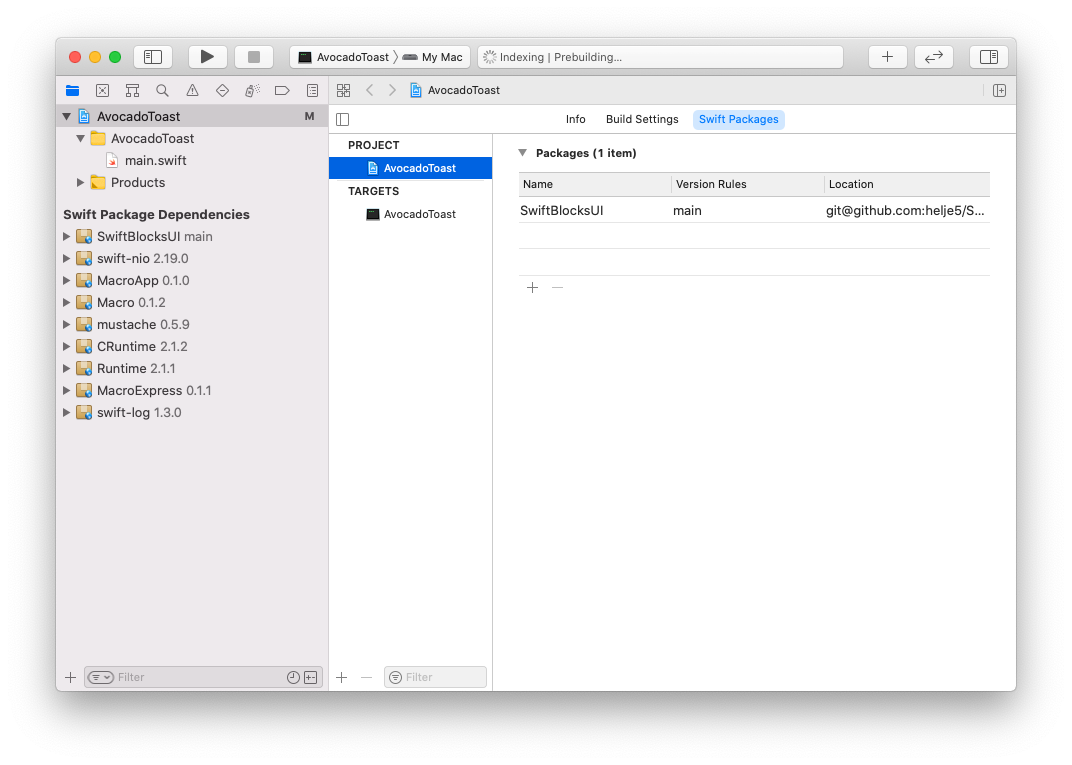 AvocadoToast 〉 My Mac
Indexing | Prebuilding...
AvocadoToast
AvocadoToast M
AvocadoToast
main.swift
Products
Swift Package Dependencies
SwiftBlocksUI main
swift-nio 2.19.0
MacroApp 0.1.0
Macro 0.1.2
mustache 0.5.9
CRuntime 2.1.2
Runtime 2.1.1
MacroExpress 0.1.1
swift-log 1.3.0
Filter
Info Build Settings Swift Packages
PROJECT
AvocadoToast
TARGETS
AvocadoToast
Filter
Packages (1 item)
Name Version Rules Location
SwiftBlocksUI main git@github.com:helje5/S...